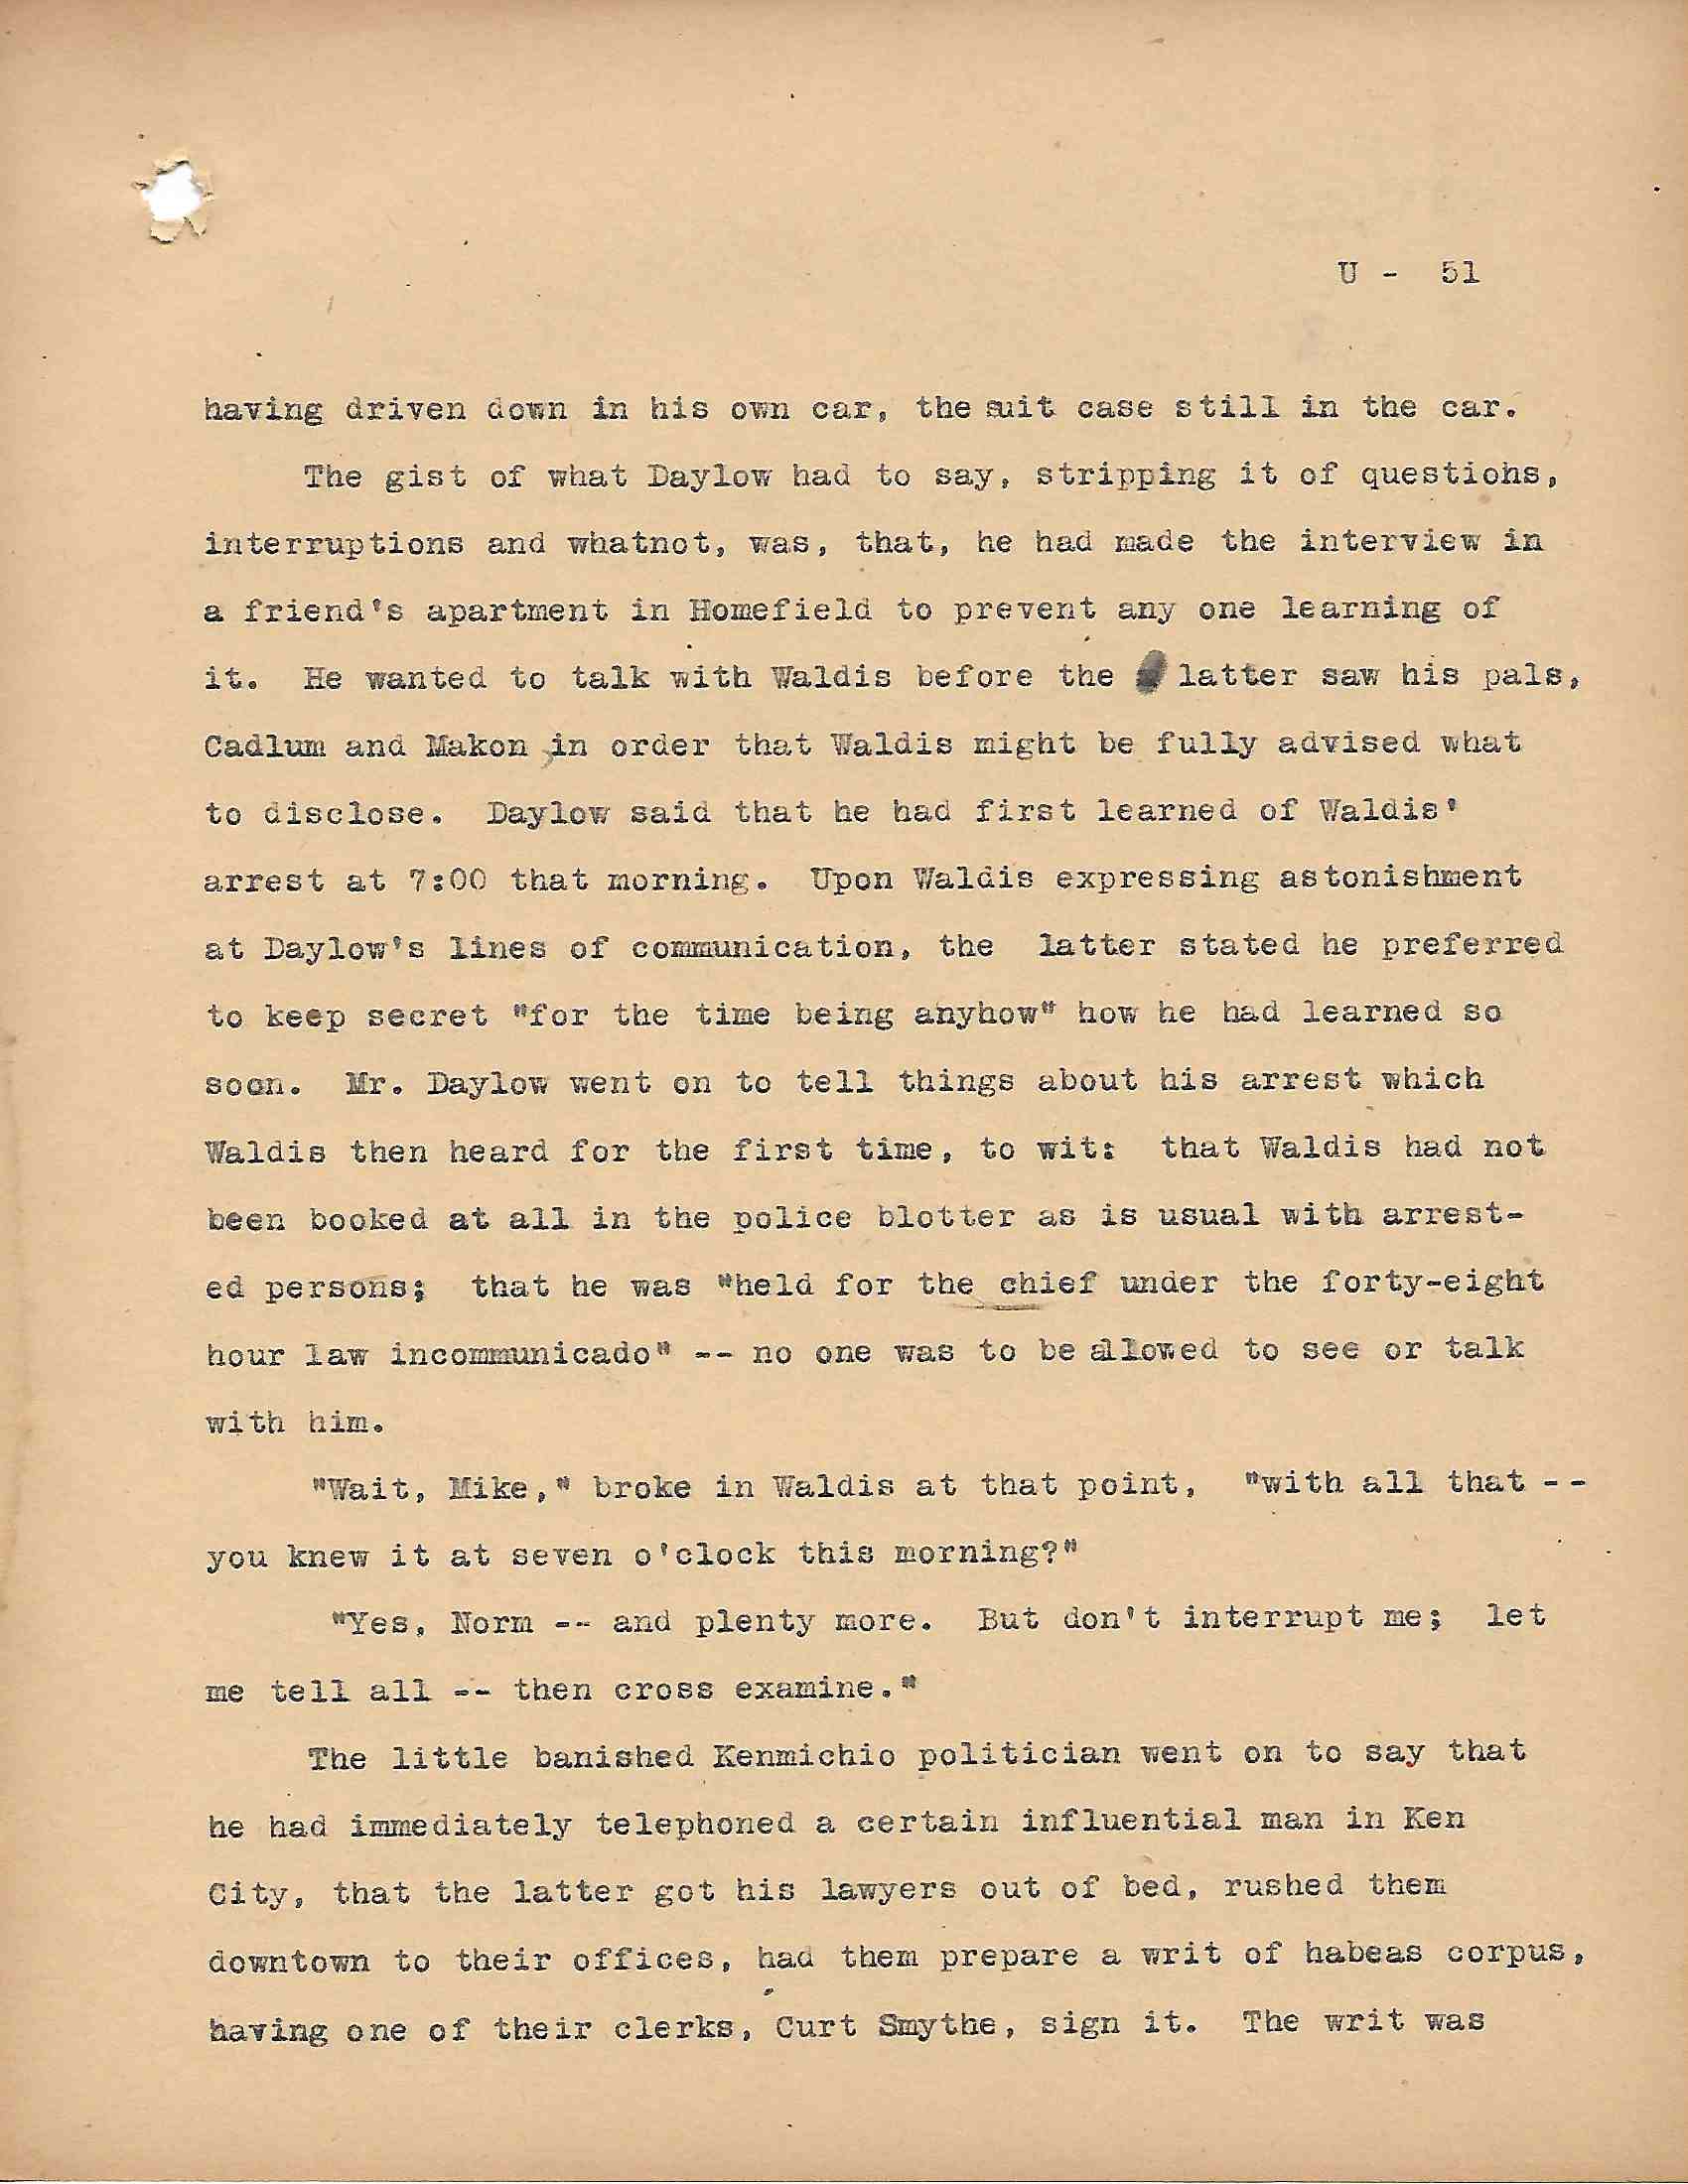 U - 51
having driven down in his own car, the suit case still in the car.
The gist of what Daylow had to say, stripping it of questiohs,
interruptions and whatnot, was, that, he had made the interview in
a friend's apartment in Homefield to prevent any one learning of
it. He wanted to talk with Waldis before the latter saw his pals,
Cadlum and Makon, in order that Waldis might be fully advised what
to disclose. Daylow said that he had first learned of Waldis'
arrest at 7:00 that morning. Upon Waldis expressing astonishment
at Daylow's lines of communication, the latter stated he preferred
to keep secret "for the time being anyhow" how he had learned so
soon. Mr. Daylow went on to tell things about his arrest which
Waldis then heard for the first time, to wit: that Waldis had not
been booked at all in the police blotter as is usual with arrest-
ed persons; that he was "held for the chief under the forty-eight
hour law incommunicado" -- no one was to be allowed to see or talk
with him.
"Wait, Mike," broke in Waldis at that point, "with all that --
you knew it at seven o'clock this morning?"
"Yes, Norm -- and plenty more. But don't interrupt me; let
me tell all -- then cross examine."
The little banished Kenmichio politician went on to say that
he had immediately telephoned a certain influential man in Ken
City, that the latter got his lawyers out of bed, rushed them
downtown to their offices, had them prepare a writ of habeas corpus,
having one of their clerks, Curt Smythe, sign it. The writ was